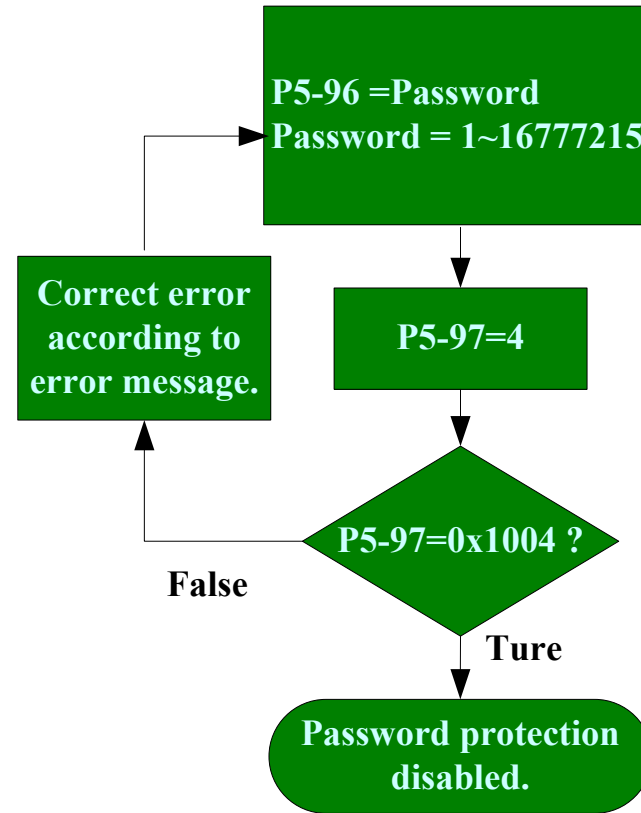 P5-96 =Password
Password = 1~16777215
Correct error
according to
error message.
P5-97=4
P5-97=0x1004 ?
False
Ture
Password protection
disabled.